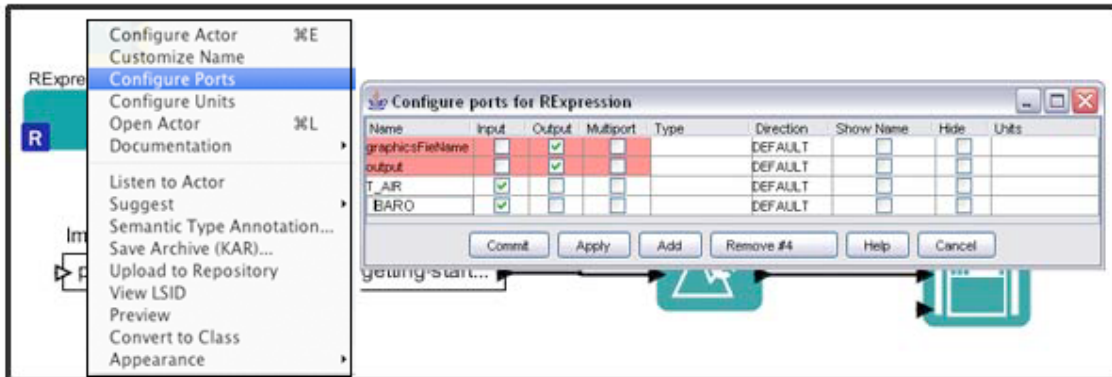 RExpre
R
Configure Actor ⌘E
Customize Name
Configure Ports
Configure Units
Open Actor ⌘L
Documentation
Listen to Actor
Suggest
Semantic Type Annotation...
Save Archive (KAR)...
Upload to Repository
View LSID
Preview
Convert to Class
Appearance
Im
p
Configure ports for RExpression
Name Input Output Multiport Type Direction Show Name Hide Units
graphicsFileName DEFAULT
output DEFAULT
T_AIR DEFAULT
BARO DEFAULT
Commit Apply Add Remove #4 Help Cancel
getting-start...